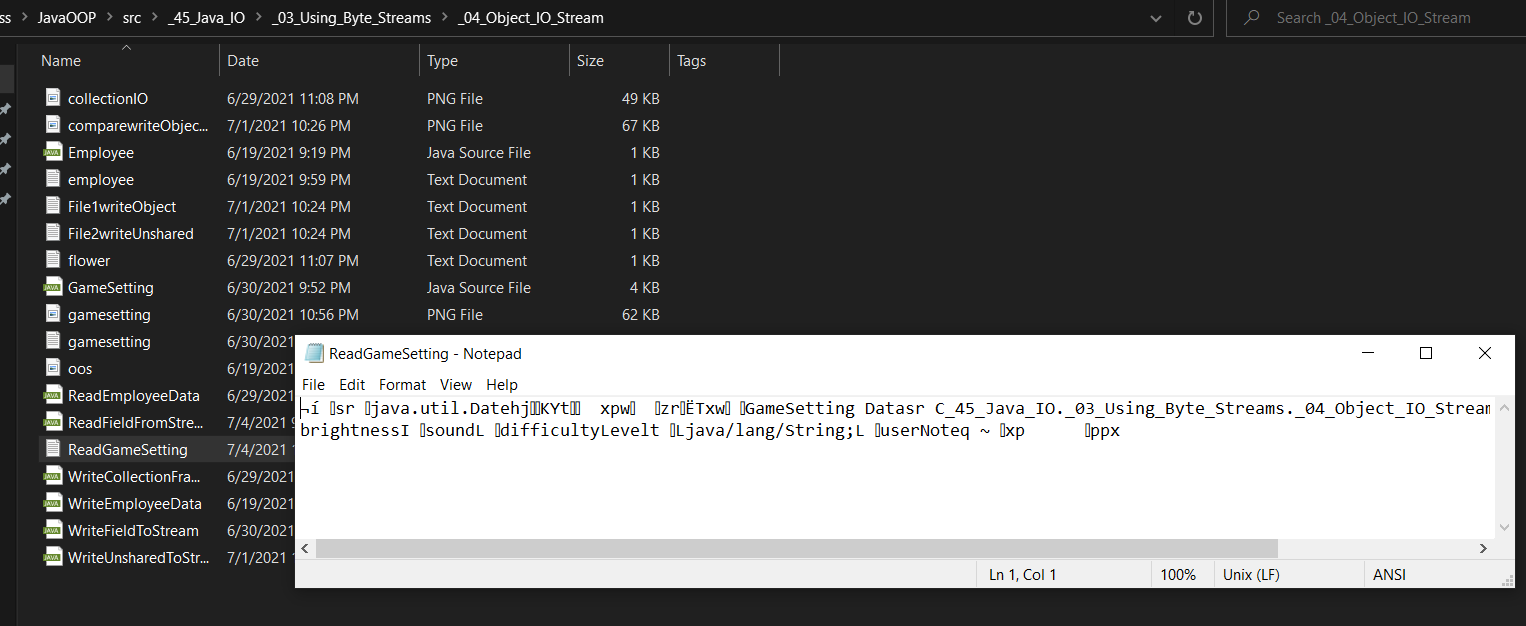 ss > JavaOOP > src > _45_Java_IO > _03_Using_Byte_Streams > _04_Object_IO_Stream
Search _04_Object_IO_Stream
Name Date Type Size Tags
collectionIO 6/29/2021 11:08 PM PNG File 49 KB
comparewriteObjec... 7/1/2021 10:26 PM PNG File 67 KB
Employee 6/19/2021 9:19 PM Java Source File 1 KB
employee 6/19/2021 9:59 PM Text Document 1 KB
File1writeObject 7/1/2021 10:24 PM Text Document 1 KB
File2writeUnshared 7/1/2021 10:24 PM Text Document 1 KB
flower 6/29/2021 11:07 PM Text Document 1 KB
GameSetting 6/30/2021 9:52 PM Java Source File 4 KB
gamesetting 6/30/2021 10:56 PM PNG File 62 KB
gamesetting 6/30/2021
oos 6/19/2021
ReadEmployeeData 6/29/2021
ReadFieldFromStre... 7/4/2021
ReadGameSetting 7/4/2021
WriteCollectionFra... 6/29/2021
WriteEmployeeData 6/19/2021
WriteFieldToStream 6/30/2021
WriteUnsharedToStr... 7/1/2021
ReadGameSetting - Notepad
File Edit Format View Help
¬í sr java.util.Datehj KYt xpw zr ËTxw GameSetting Datasr C_45_Java_IO._03_Using_Byte_Streams._04_Object_IO_Stream
brightnessI soundL difficultyLevelt Ljava/lang/String;L userNoteq ~ xp ppx
Ln 1, Col 1 100% Unix (LF) ANSI